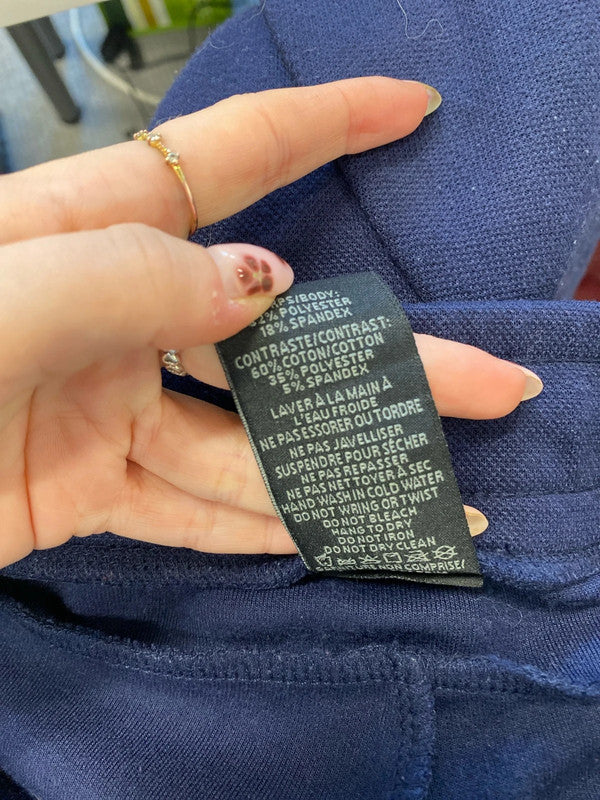 POLYESTER
18% SPANDEX
CONTRASTE/CONTRAST:
60% COTON/COTTON
35% POLYESTER
5% SPANDEX
LAVER À LA MAIN À
L'EAU FROIDE
NE PAS ESSORER OU TORDRE
NE PAS JAVELLISER
SUSPENDRE POUR SÉCHER
NE PAS REPASSER
NE PAS NETTOYER À SEC
HAND WASH IN COLD WATER
DO NOT WRING OR TWIST
DO NOT BLEACH
HANG TO DRY
DO NOT IRON
DO NOT DRY CLEAN